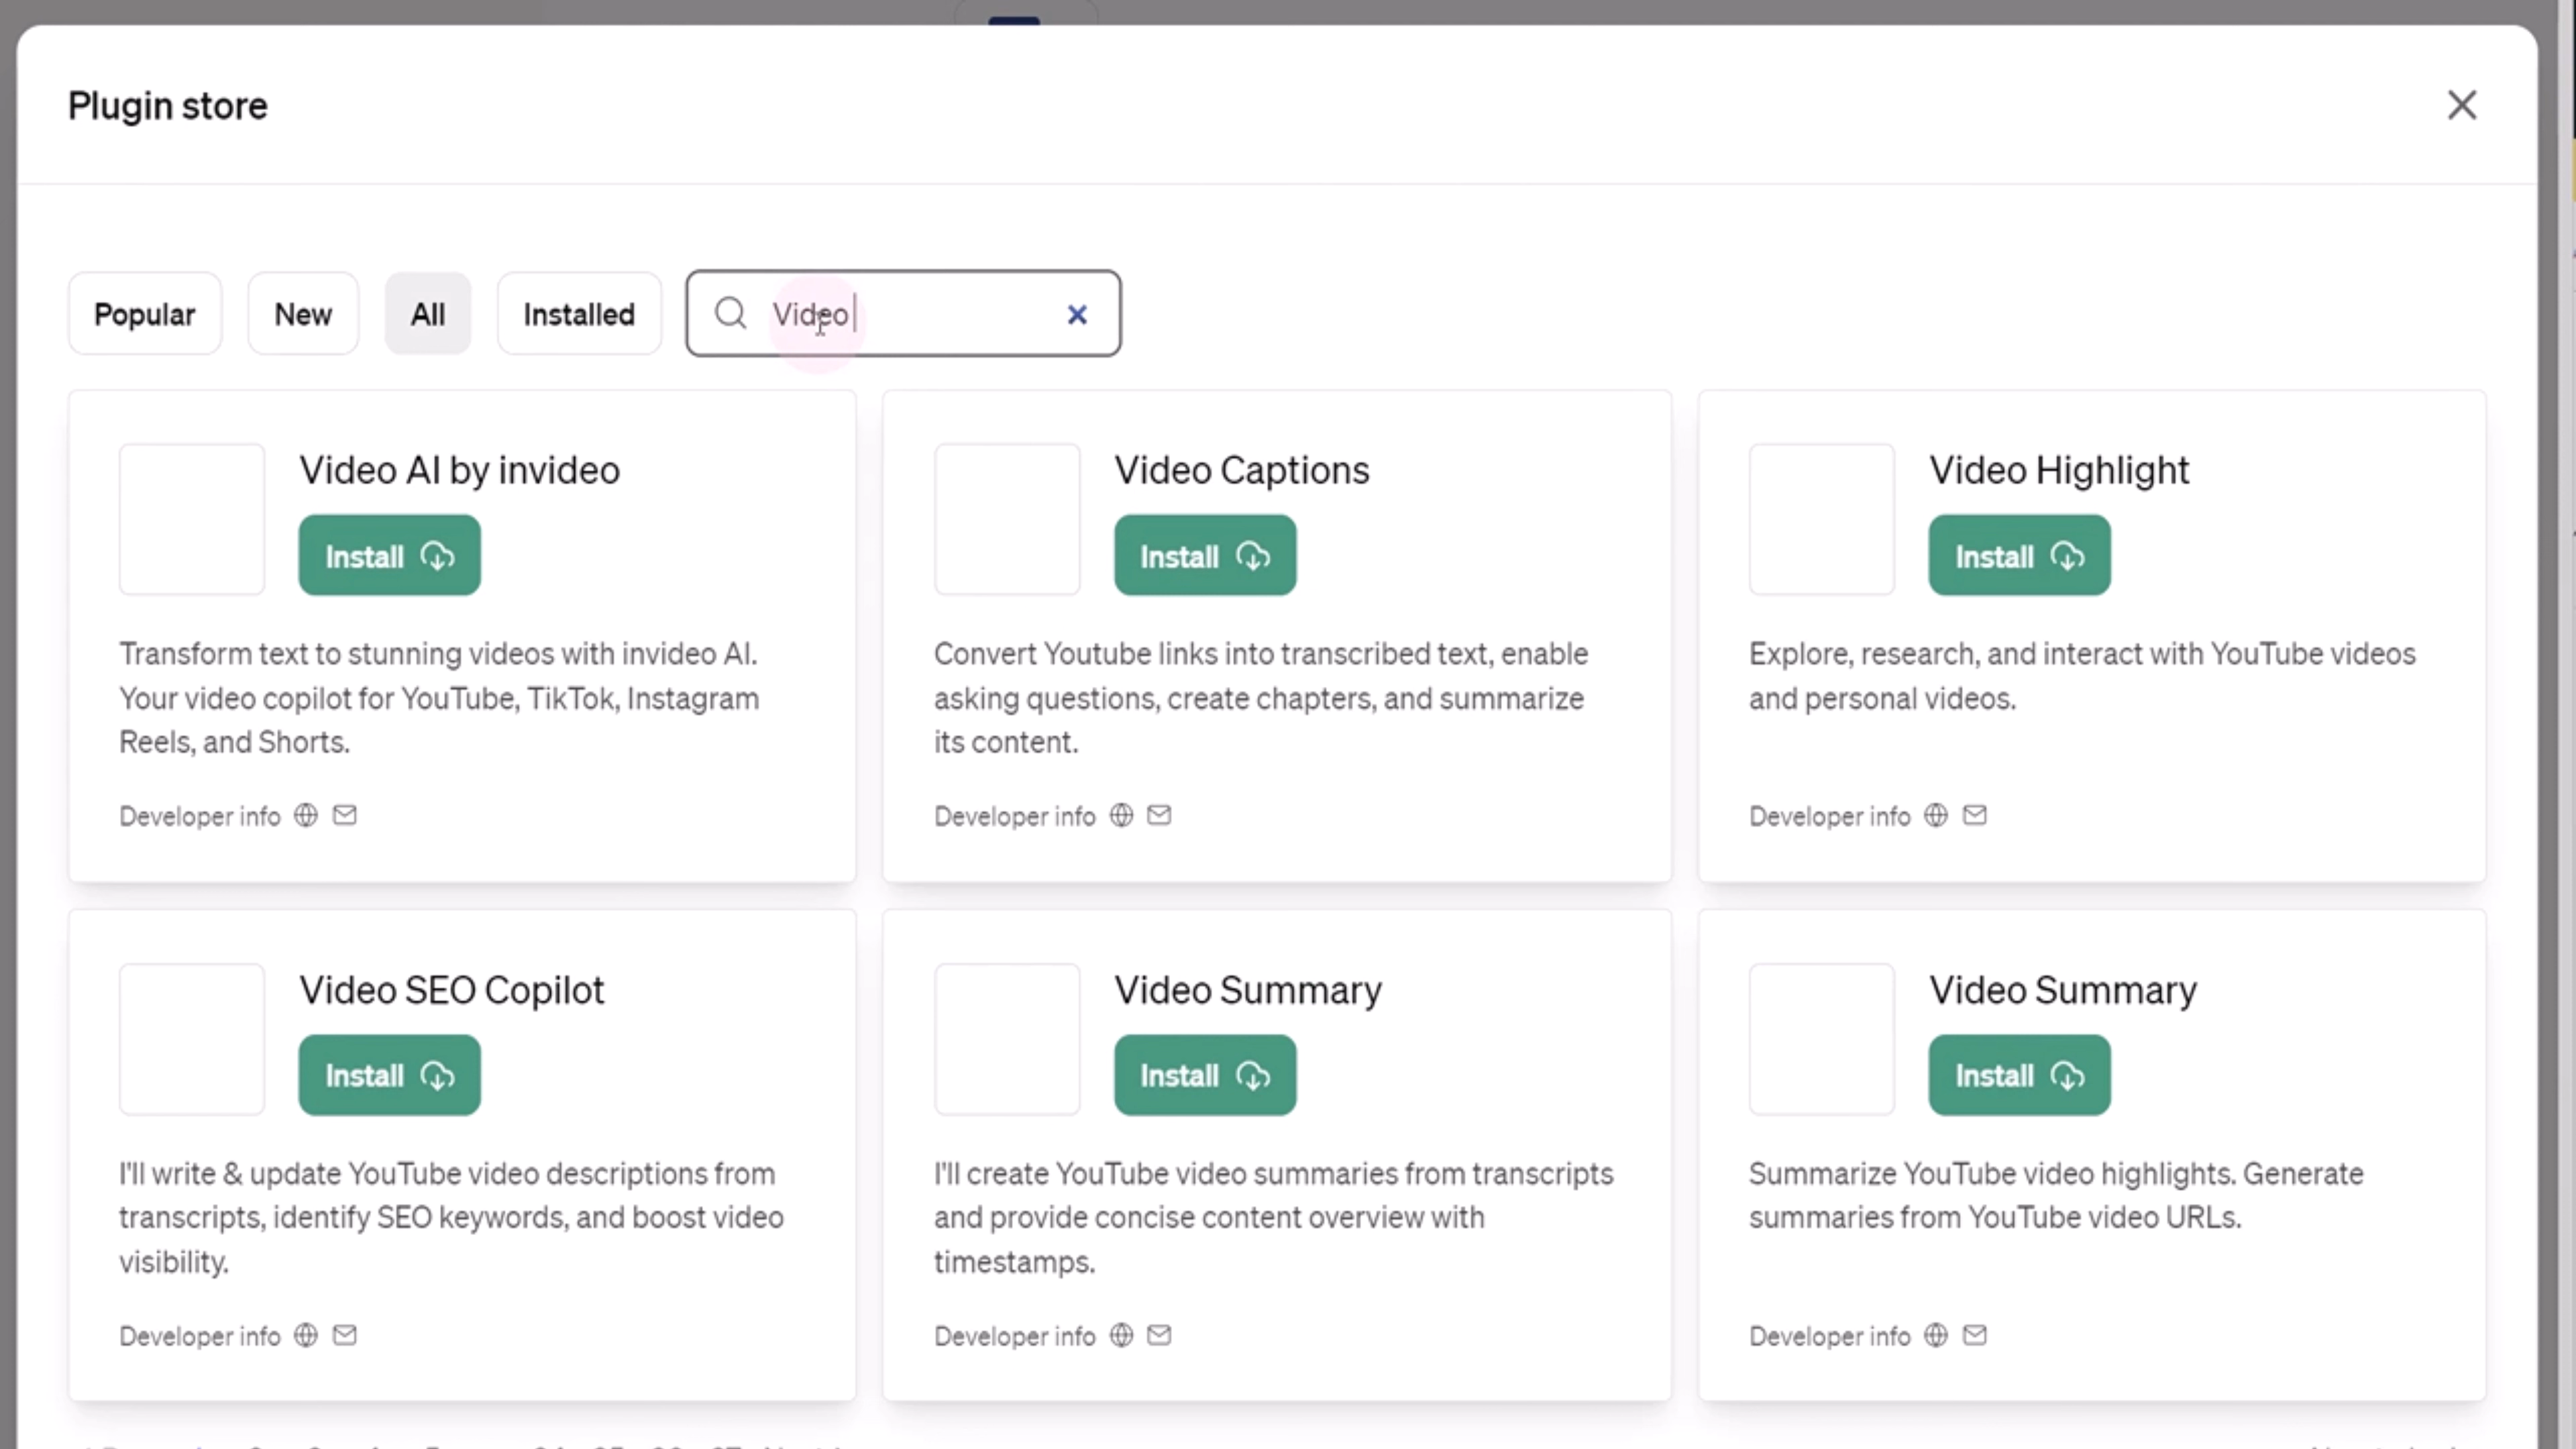 Plugin store
Popular
New
All
Installed
Video
Video AI by invideo
Install
Transform text to stunning videos with invideo AI.
Your video copilot for YouTube, TikTok, Instagram
Reels, and Shorts.
Developer info
Video Captions
Install
Convert Youtube links into transcribed text, enable
asking questions, create chapters, and summarize
its content.
Developer info
Video Highlight
Install
Explore, research, and interact with YouTube videos
and personal videos.
Developer info
Video SEO Copilot
Install
I'll write & update YouTube video descriptions from
transcripts, identify SEO keywords, and boost video
visibility.
Developer info
Video Summary
Install
I'll create YouTube video summaries from transcripts
and provide concise content overview with
timestamps.
Developer info
Video Summary
Install
Summarize YouTube video highlights. Generate
summaries from YouTube video URLs.
Developer info